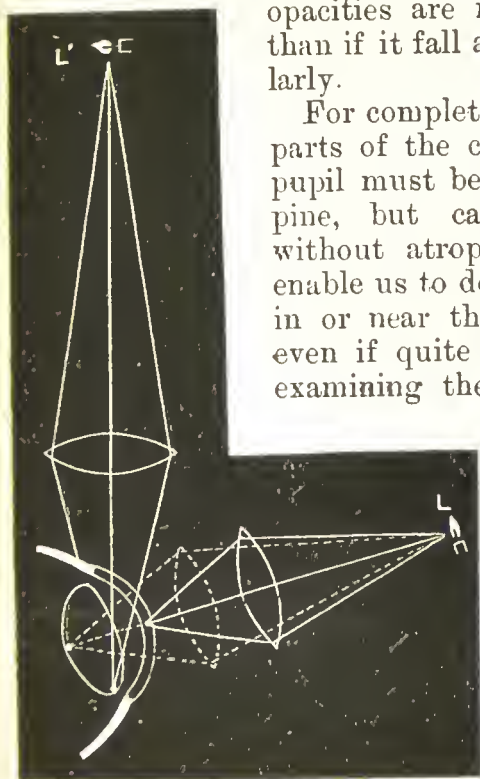 L'
opacities are
than if it fall
larly.
For complet
parts of the
pupil must be
pine, but ca
without atrop
enable us to de
in or near th
even if quite
examining the
L